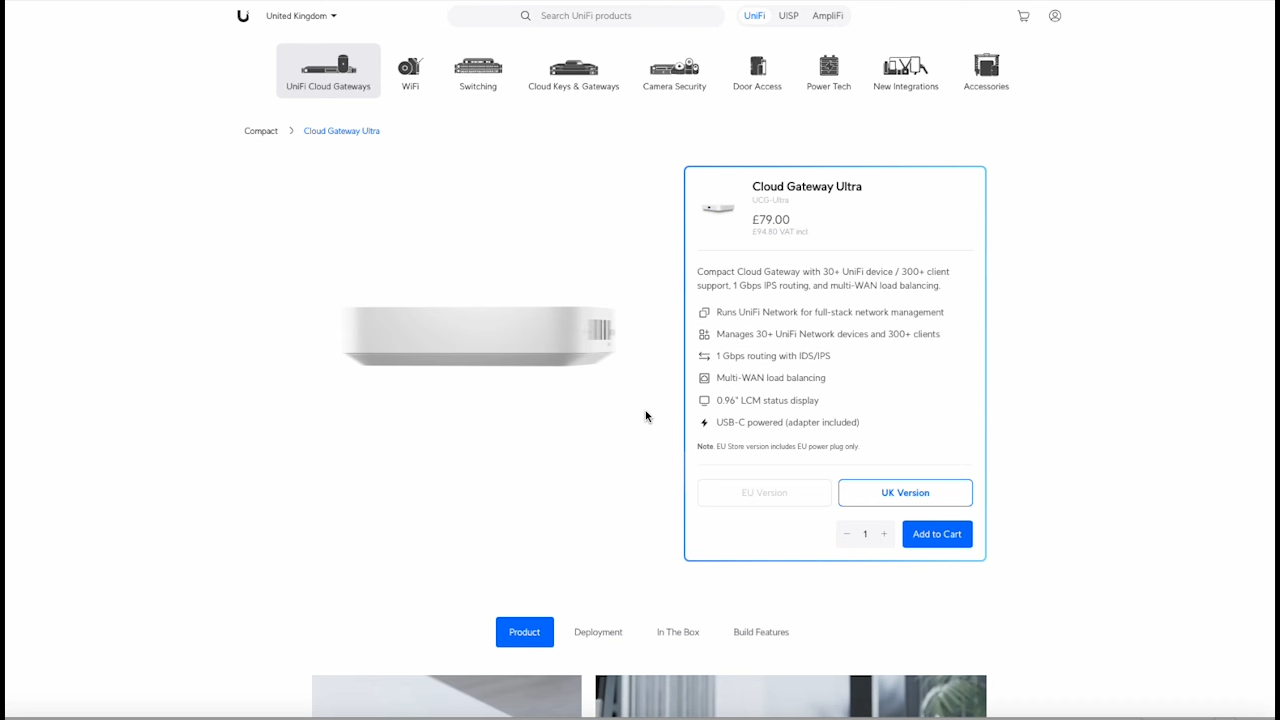 United Kingdom
Search UniFi products
UniFi UISP AmpliFi
UniFi Cloud Gateways
WiFi
Switching
Cloud Keys & Gateways
Camera Security
Door Access
Power Tech
New Integrations
Accessories
Compact > Cloud Gateway Ultra
Cloud Gateway Ultra
UCG-Ultra
£79.00
£94.80 VAT incl
Compact Cloud Gateway with 30+ UniFi device / 300+ client
support, 1 Gbps IPS routing, and multi-WAN load balancing.
Runs UniFi Network for full-stack network management
Manages 30+ UniFi Network devices and 300+ clients
1 Gbps routing with IDS/IPS
Multi-WAN load balancing
0.96" LCM status display
USB-C powered (adapter included)
Note. EU Store version includes EU power plug only.
EU Version
UK Version
− 1 +
Add to Cart
Product
Deployment
In The Box
Build Features